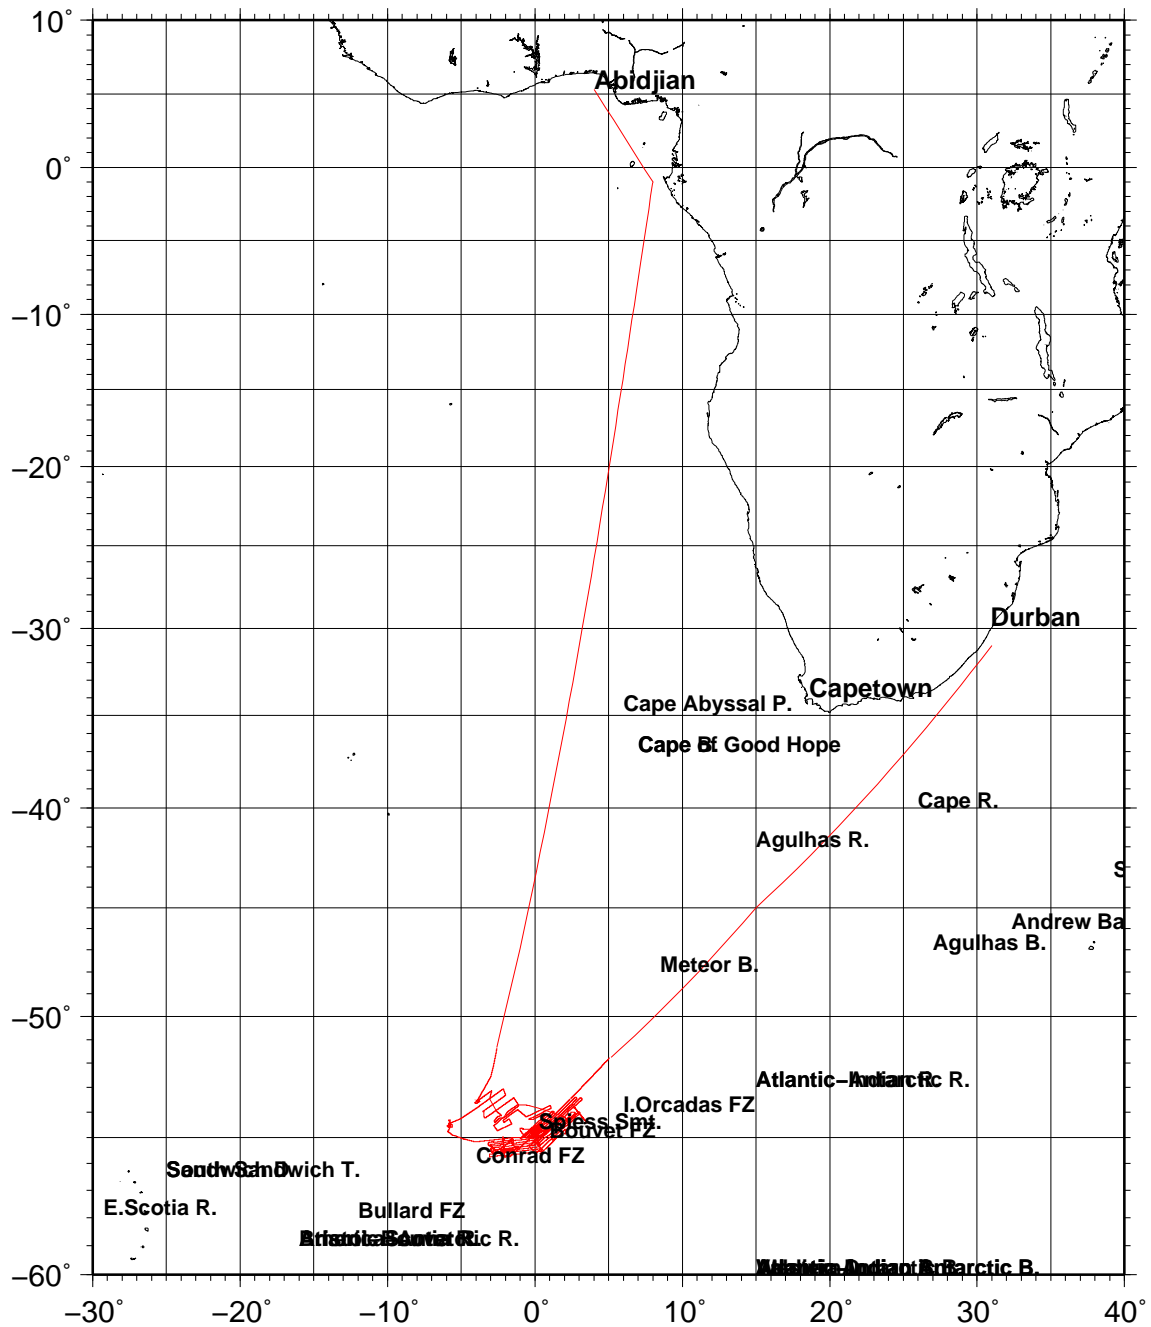 10°
Abidjian
0°
−10°
−20°
−30°
Durban
Capetown
Cape Abyssal P.
Cape of Good Hope
−40°
Cape R.
Agulhas R.
S
Andrew Ba
Agulhas B.
Meteor B.
−50°
Atlantic−Indian R.
Atlantic−Antarctic R.
I.Orcadas FZ
Spiess Smt.
Bouvet FZ
Conrad FZ
South Sandwich T.
E.Scotia R.
Bullard FZ
−60°
−30°
−20°
−10°
0°
10°
20°
30°
40°